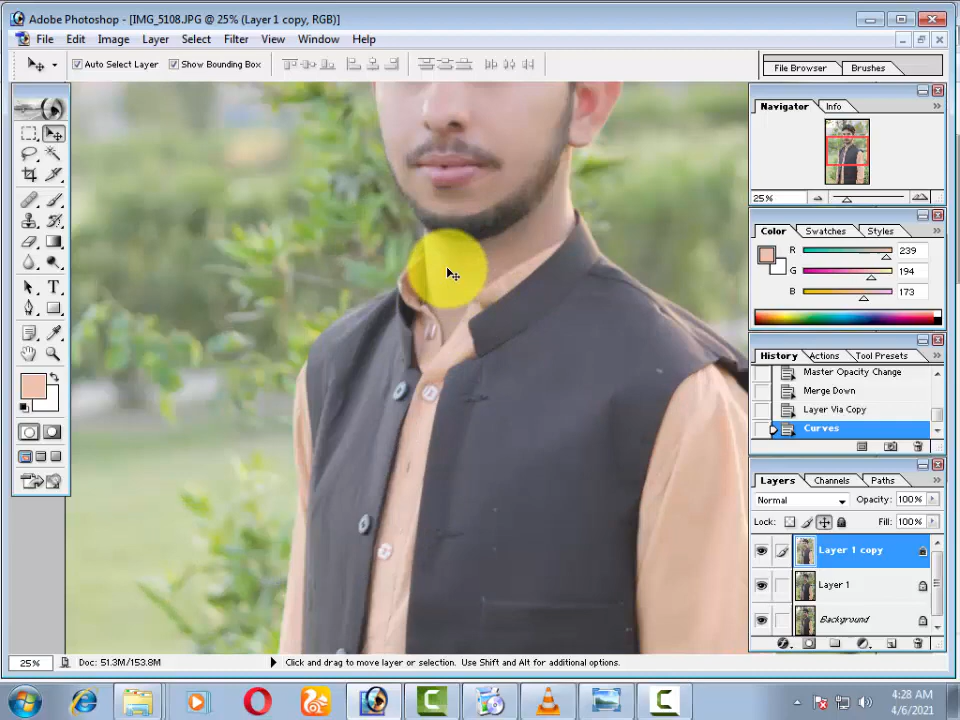 Adobe Photoshop - [IMG_5108.JPG @ 25% (Layer 1 copy, RGB)]
File Edit Image Layer Select Filter View Window Help
Auto Select Layer Show Bounding Box File Browser Brushes
Navigator Info
25%
Color Swatches Styles
R 239
G 194
B 173
History Actions Tool Presets
Master Opacity Change
Merge Down
Layer Via Copy
Curves
Layers Channels Paths
Normal Opacity: 100%
Lock: Fill: 100%
Layer 1 copy
Layer 1
Background
25% Doc: 51.3M/153.8M Click and drag to move layer or selection. Use Shift and Alt for additional options.
4:28 AM
4/6/2021